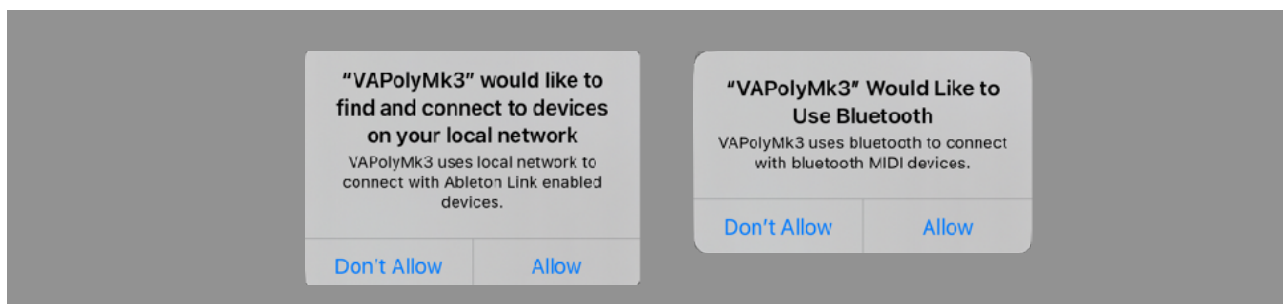 “VAPolyMk3” would like to
find and connect to devices
on your local network
VAPolyMk3 uses local network to
connect with Ableton Link enabled
devices.
Don't Allow
Allow
“VAPolyMk3” Would Like to
Use Bluetooth
VAPolyMk3 uses bluetooth to connect
with bluetooth MIDI devices.
Don't Allow
Allow